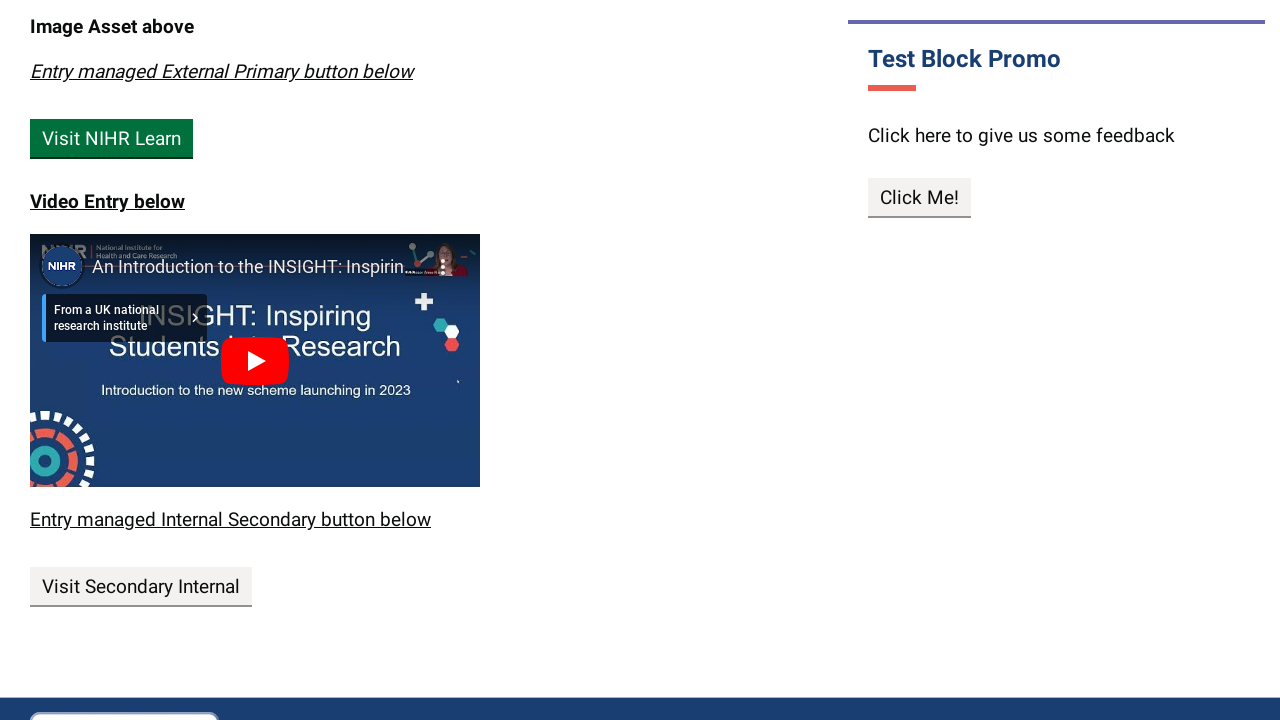 Image Asset above
Entry managed External Primary button below
Visit NIHR Learn
Video Entry below
National Institute for
Health and Care Research
NIHR
An Introduction to the INSIGHT: Inspirin...
From a UK national
research institute
INSIGHT: Inspiring
Students into Research
Introduction to the new scheme launching in 2023
Entry managed Internal Secondary button below
Visit Secondary Internal
Test Block Promo
Click here to give us some feedback
Click Me!